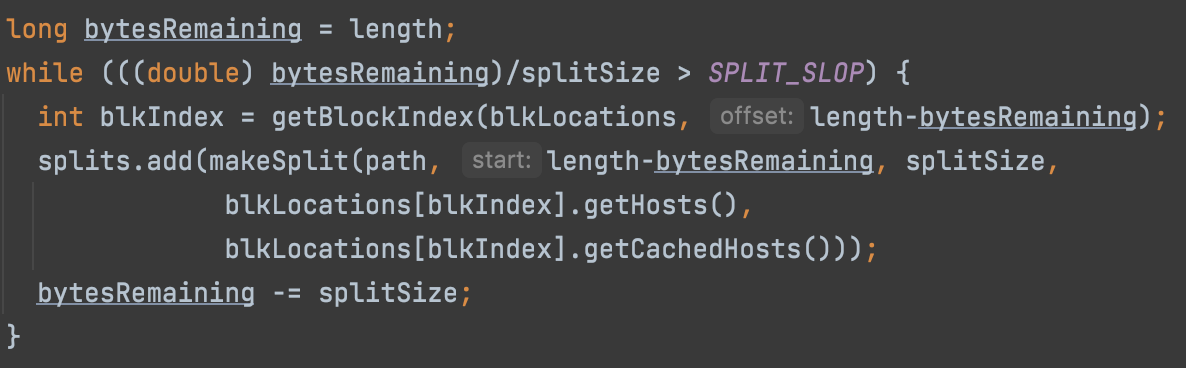 long bytesRemaining = length;
while (((double) bytesRemaining)/splitSize > SPLIT_SLOP) {
int blkIndex = getBlockIndex(blkLocations, offset: length-bytesRemaining);
splits.add(makeSplit(path, start: length-bytesRemaining, splitSize,
blkLocations[blkIndex].getHosts(),
blkLocations[blkIndex].getCachedHosts()));
bytesRemaining -= splitSize;
}